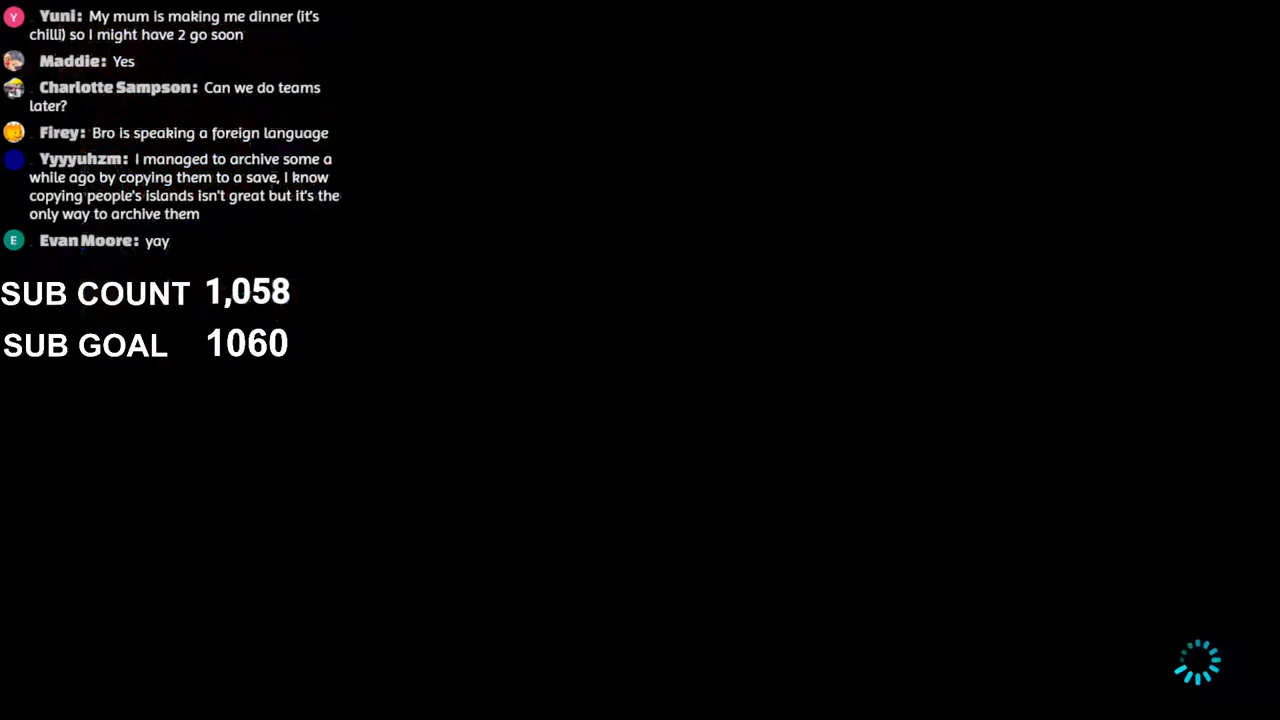 Y Yuni: My mum is making me dinner (it's
chilli) so I might have 2 go soon
Maddie: Yes
Charlotte Sampson: Can we do teams
later?
Firey: Bro is speaking a foreign language
Yyyyuhzm: I managed to archive some a
while ago by copying them to a save, I know
copying people's islands isn't great but it's the
only way to archive them
E Evan Moore: yay
SUB COUNT 1,058
SUB GOAL 1060